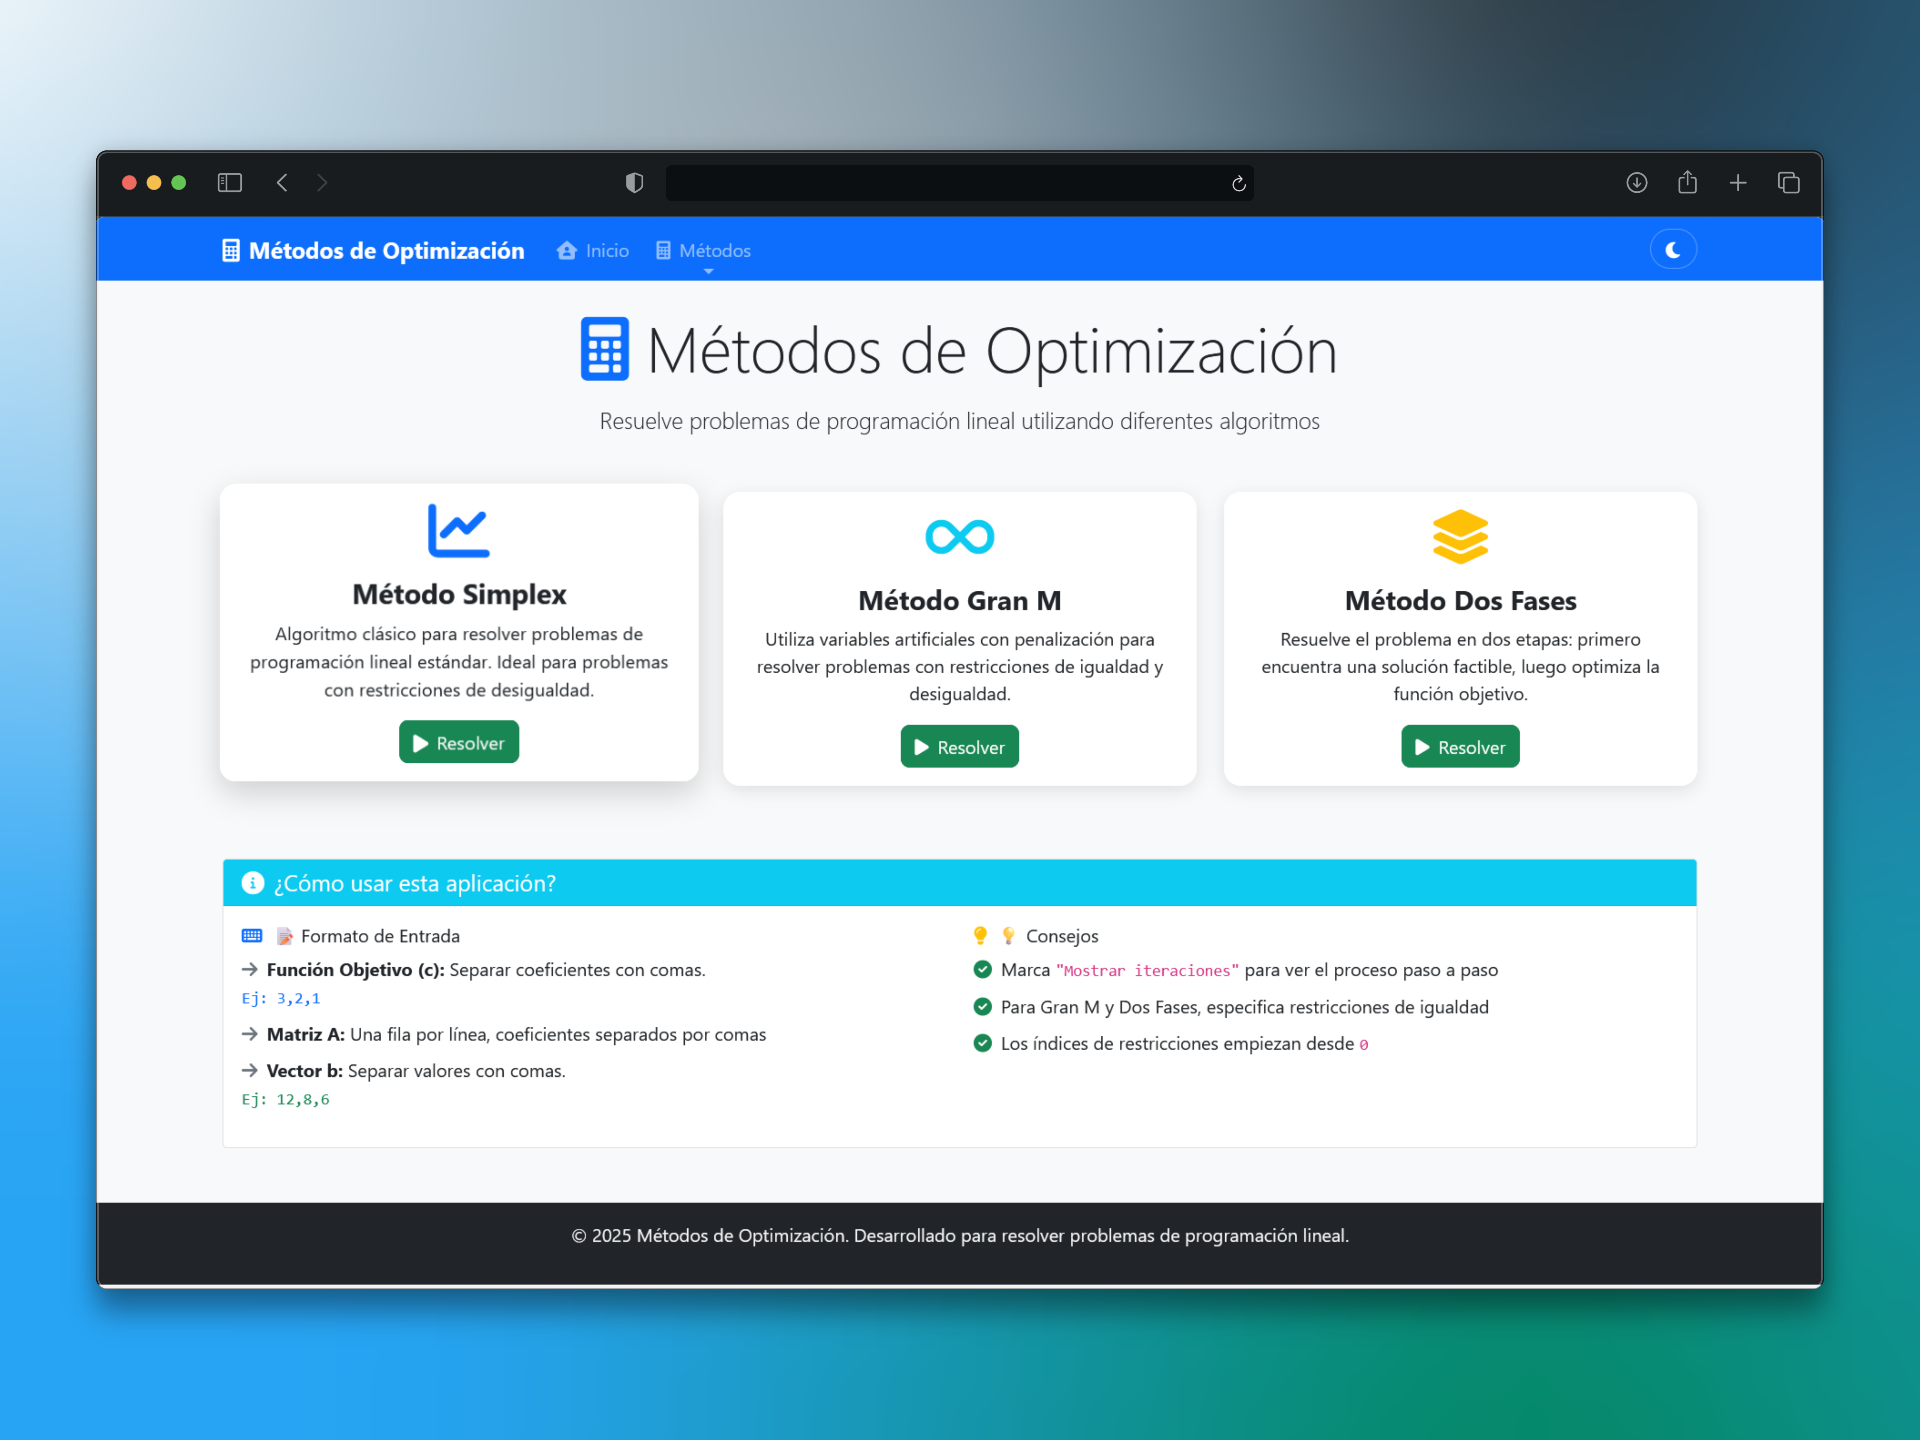 Métodos de Optimización
Inicio
Métodos
Métodos de Optimización
Resuelve problemas de programación lineal utilizando diferentes algoritmos
Método Simplex
Algoritmo clásico para resolver problemas de
programación lineal estándar. Ideal para problemas
con restricciones de desigualdad.
Resolver
Método Gran M
Utiliza variables artificiales con penalización para
resolver problemas con restricciones de igualdad y
desigualdad.
Resolver
Método Dos Fases
Resuelve el problema en dos etapas: primero
encuentra una solución factible, luego optimiza la
función objetivo.
Resolver
¿Cómo usar esta aplicación?
Formato de Entrada
Función Objetivo (c): Separar coeficientes con comas.
Ej: 3,2,1
Matriz A: Una fila por línea, coeficientes separados por comas
Vector b: Separar valores con comas.
Ej: 12,8,6
Consejos
Marca "Mostrar iteraciones" para ver el proceso paso a paso
Para Gran M y Dos Fases, especifica restricciones de igualdad
Los índices de restricciones empiezan desde 0
© 2025 Métodos de Optimización. Desarrollado para resolver problemas de programación lineal.